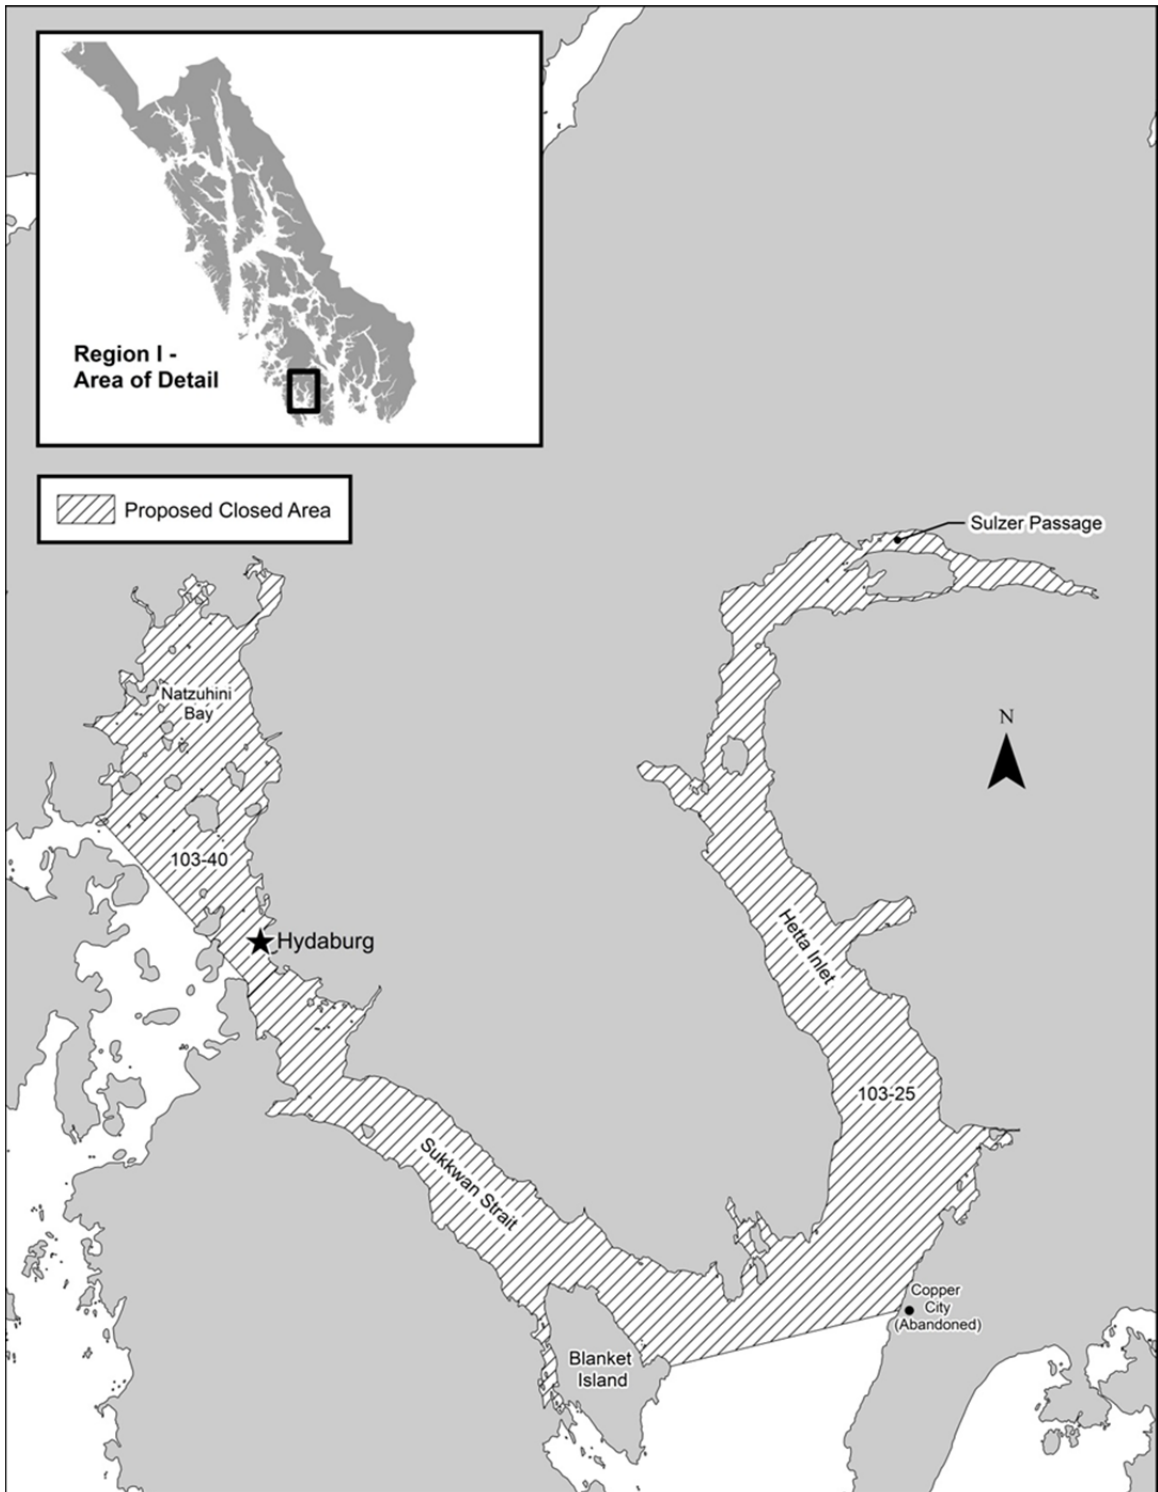 Region I -
Area of Detail
Proposed Closed Area
Sulzer Passage
Natzuhini
Bay
N
103-40
Hydaburg
Hetta Inlet
103-25
Sukkwan Strait
Copper
City
(Abandoned)
Blanket
Island